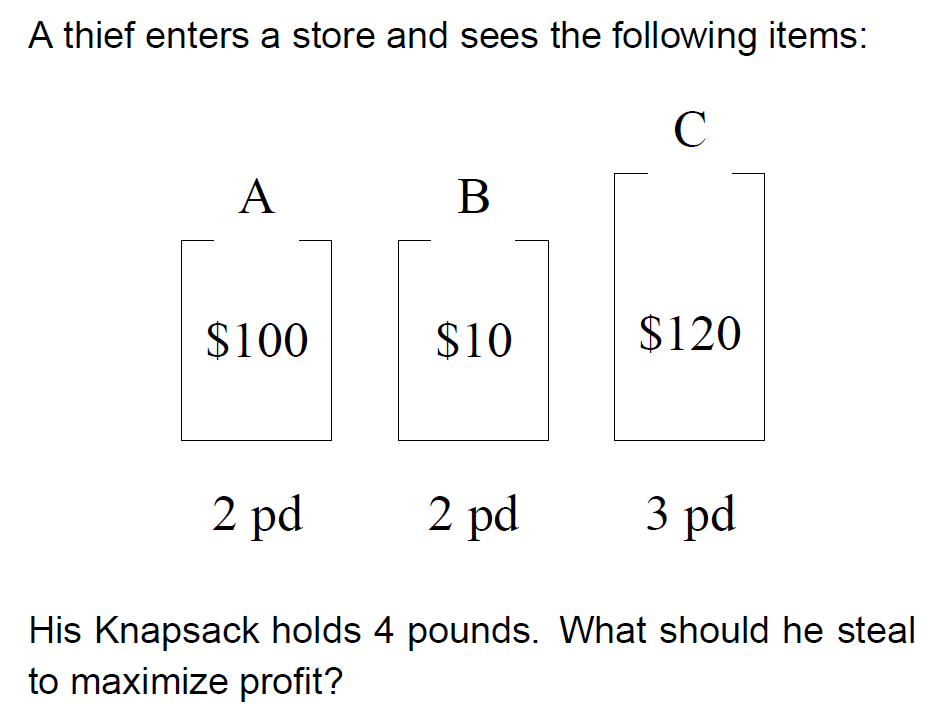 A thief enters a store and sees the following items:
C
A B
$100 $10 $120
2 pd 2 pd 3 pd
His Knapsack holds 4 pounds. What should he steal
to maximize profit?